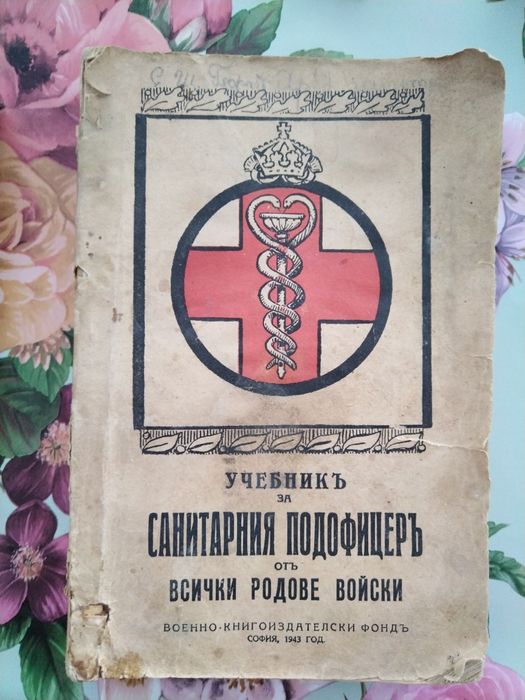 УЧЕБНИКЪ
ЗА
САНИТАРНИЯ ПОДОФИЦЕРЪ
ОТЪ
ВСИЧКИ РОДОВЕ ВОЙСКИ
ВОЕННО-КНИГОИЗДАТЕЛСКИ ФОНДЪ
СОФИЯ, 1943 ГОД.